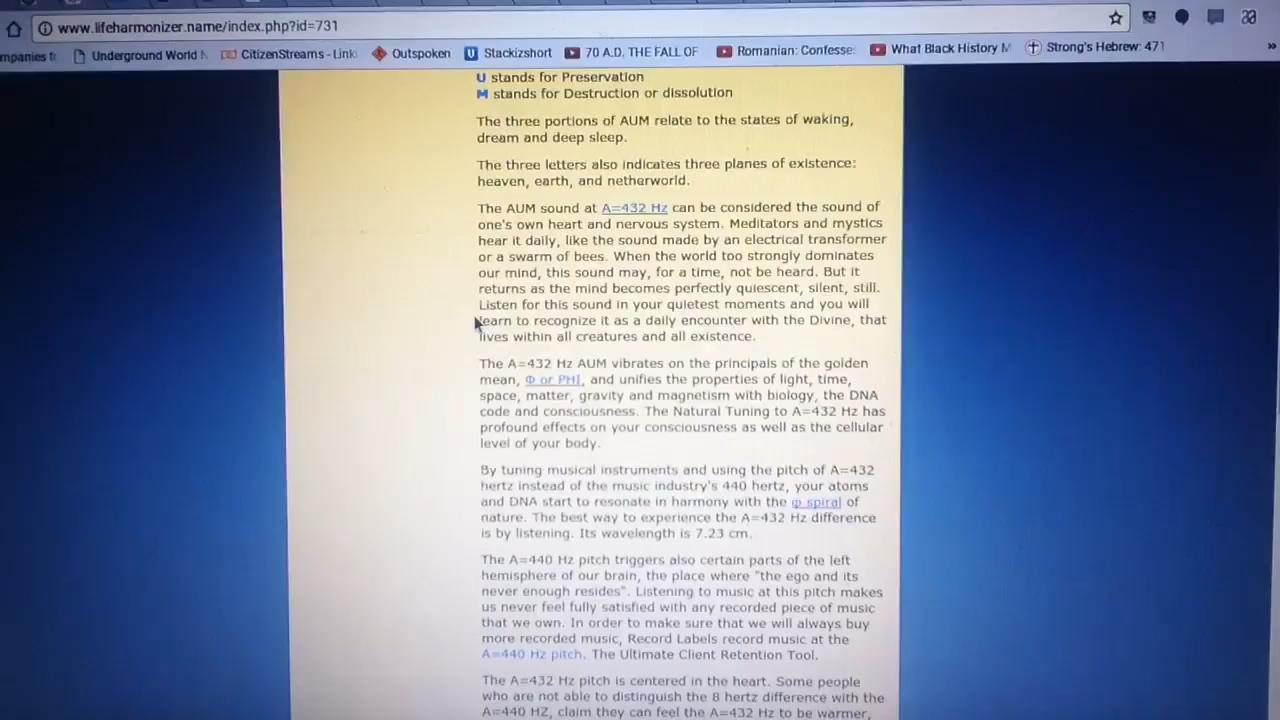 www.lifeharmonizer.name/index.php?id=731
mpanies
Underground World N
CitizenStreams - Link
Outspoken
Stackizshort
70 A.D. THE FALL OF
Romanian: Confesse
What Black History M
Strong's Hebrew: 471
»
U stands for Preservation
M stands for Destruction or dissolution
The three portions of AUM relate to the states of waking,
dream and deep sleep.
The three letters also indicates three planes of existence:
heaven, earth, and netherworld.
The AUM sound at A=432 Hz can be considered the sound of
one's own heart and nervous system. Meditators and mystics
hear it daily, like the sound made by an electrical transformer
or a swarm of bees. When the world too strongly dominates
our mind, this sound may, for a time, not be heard. But it
returns as the mind becomes perfectly quiescent, silent, still.
Listen for this sound in your quietest moments and you will
learn to recognize it as a daily encounter with the Divine, that
lives within all creatures and all existence.
The A=432 Hz AUM vibrates on the principals of the golden
mean, Φ or PHI, and unifies the properties of light, time,
space, matter, gravity and magnetism with biology, the DNA
code and consciousness. The Natural Tuning to A=432 Hz has
profound effects on your consciousness as well as the cellular
level of your body.
By tuning musical instruments and using the pitch of A=432
hertz instead of the music industry's 440 hertz, your atoms
and DNA start to resonate in harmony with the φ spiral of
nature. The best way to experience the A=432 Hz difference
is by listening. Its wavelength is 7.23 cm.
The A=440 Hz pitch triggers also certain parts of the left
hemisphere of our brain, the place where "the ego and its
never enough resides". Listening to music at this pitch makes
us never feel fully satisfied with any recorded piece of music
that we own. In order to make sure that we will always buy
more recorded music, Record Labels record music at the
A=440 Hz pitch. The Ultimate Client Retention Tool.
The A=432 Hz pitch is centered in the heart. Some people
who are not able to distinguish the 8 hertz difference with the
A=440 HZ, claim they can feel the A=432 Hz to be warmer,